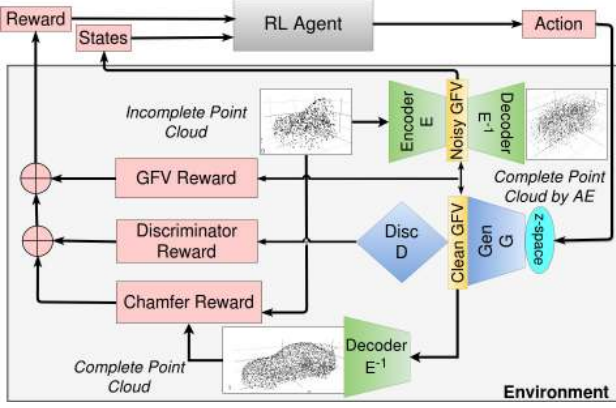 Reward
RL Agent
Action
States
Incomplete Point
Cloud
Encoder
E
Noisy GFV
Decoder
E-1
GFV Reward
Complete Point
Cloud by AE
Discriminator
Reward
Disc
D
Clean GFV
Gen
G
z-space
Chamfer Reward
Complete Point
Cloud
Decoder
E-1
Environment